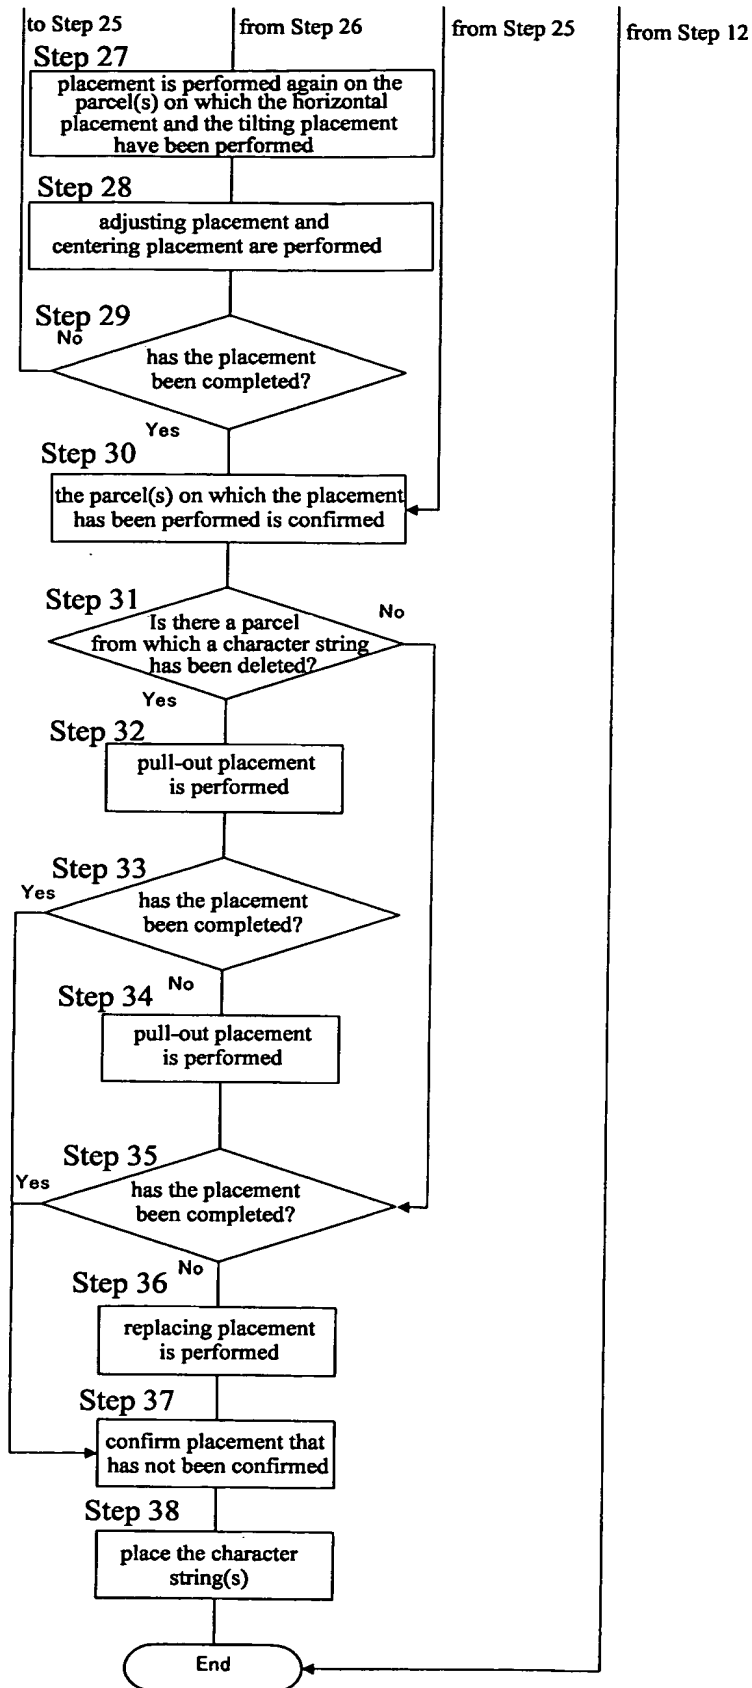 to Step 25
from Step 26
from Step 25
from Step 12
Step 27
placement is performed again on the
parcel(s) on which the horizontal
placement and the tilting placement
have been performed
Step 28
adjusting placement and
centering placement are performed
Step 29
No
has the placement
been completed?
Yes
Step 30
the parcel(s) on which the placement
has been performed is confirmed
Step 31
No
Is there a parcel
from which a character string
has been deleted?
Yes
Step 32
pull-out placement
is performed
Step 33
Yes
has the placement
been completed?
No
Step 34
pull-out placement
is performed
Step 35
Yes
has the placement
been completed?
No
Step 36
replacing placement
is performed
Step 37
confirm placement that
has not been confirmed
Step 38
place the character
string(s)
End